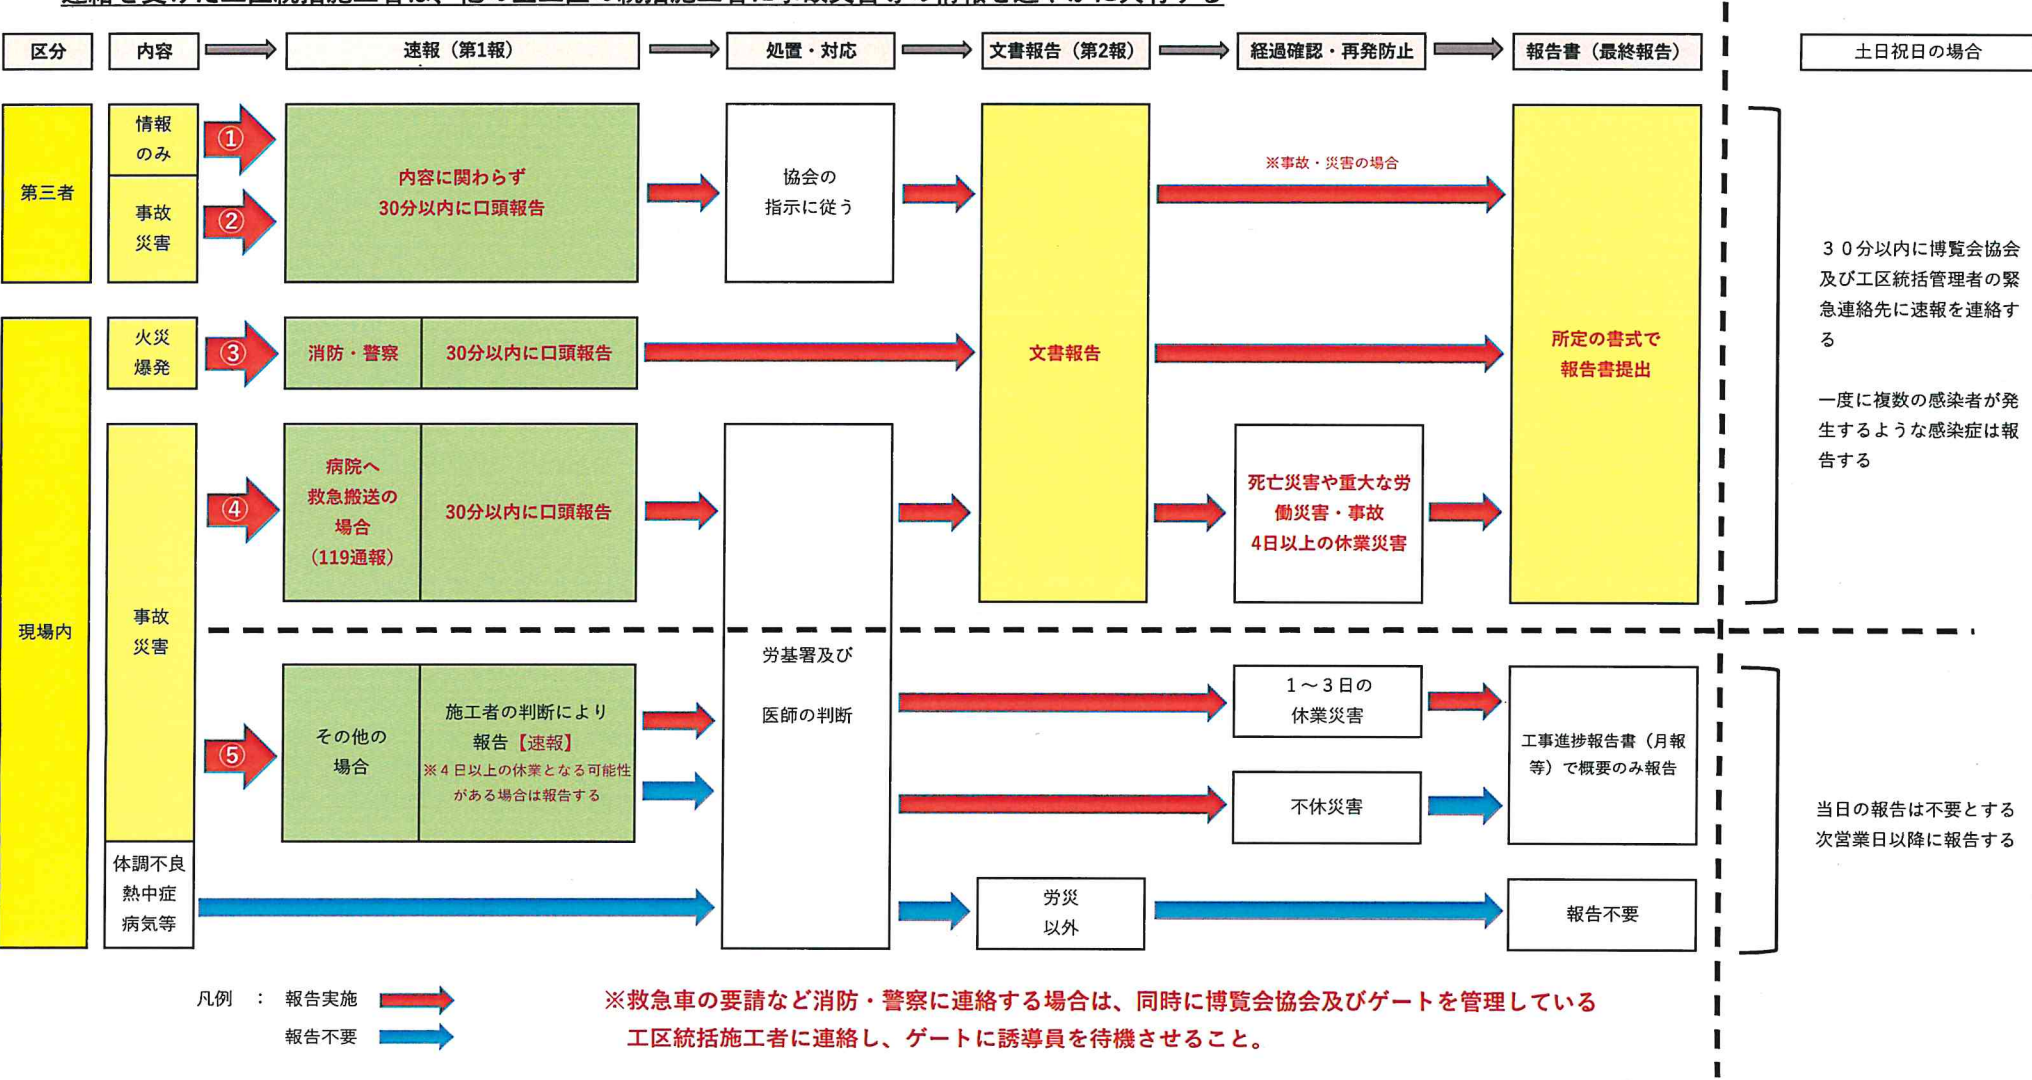 区分
内容
速報（第1報）
処置・対応
文書報告（第2報）
経過確認・再発防止
報告書（最終報告）
土日祝日の場合
第三者
情報
のみ
①
事故
災害
②
内容に関わらず
30分以内に口頭報告
協会の
指示に従う
※事故・災害の場合
現場内
火災
爆発
③
消防・警察
30分以内に口頭報告
文書報告
所定の書式で
報告書提出
事故
災害
④
病院へ
救急搬送の
場合
（119通報）
30分以内に口頭報告
死亡災害や重大な労
働災害・事故
4日以上の休業災害
３０分以内に博覧会協会
及び工区統括管理者の緊
急連絡先に速報を連絡す
る
一度に複数の感染者が発
生するような感染症は報
告する
⑤
その他の
場合
施工者の判断により
報告【速報】
※４日以上の休業となる可能性
がある場合は報告する
労基署及び
医師の判断
１～３日の
休業災害
不休災害
工事進捗報告書（月報
等）で概要のみ報告
体調不良
熱中症
病気等
労災
以外
報告不要
当日の報告は不要とする
次営業日以降に報告する
凡例 ： 報告実施
報告不要
※救急車の要請など消防・警察に連絡する場合は、同時に博覧会協会及びゲートを管理している
工区統括施工者に連絡し、ゲートに誘導員を待機させること。